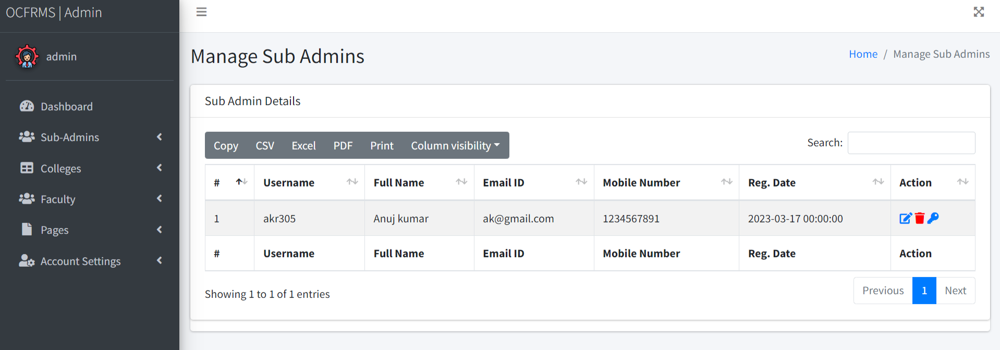 OCFRMS | Admin
admin
Dashboard
Sub-Admins
Colleges
Faculty
Pages
Account Settings
Manage Sub Admins
Home / Manage Sub Admins
Sub Admin Details
Copy CSV Excel PDF Print Column visibility
Search:
# Username Full Name Email ID Mobile Number Reg. Date Action
1 akr305 Anuj kumar ak@gmail.com 1234567891 2023-03-17 00:00:00
# Username Full Name Email ID Mobile Number Reg. Date Action
Showing 1 to 1 of 1 entries
Previous 1 Next